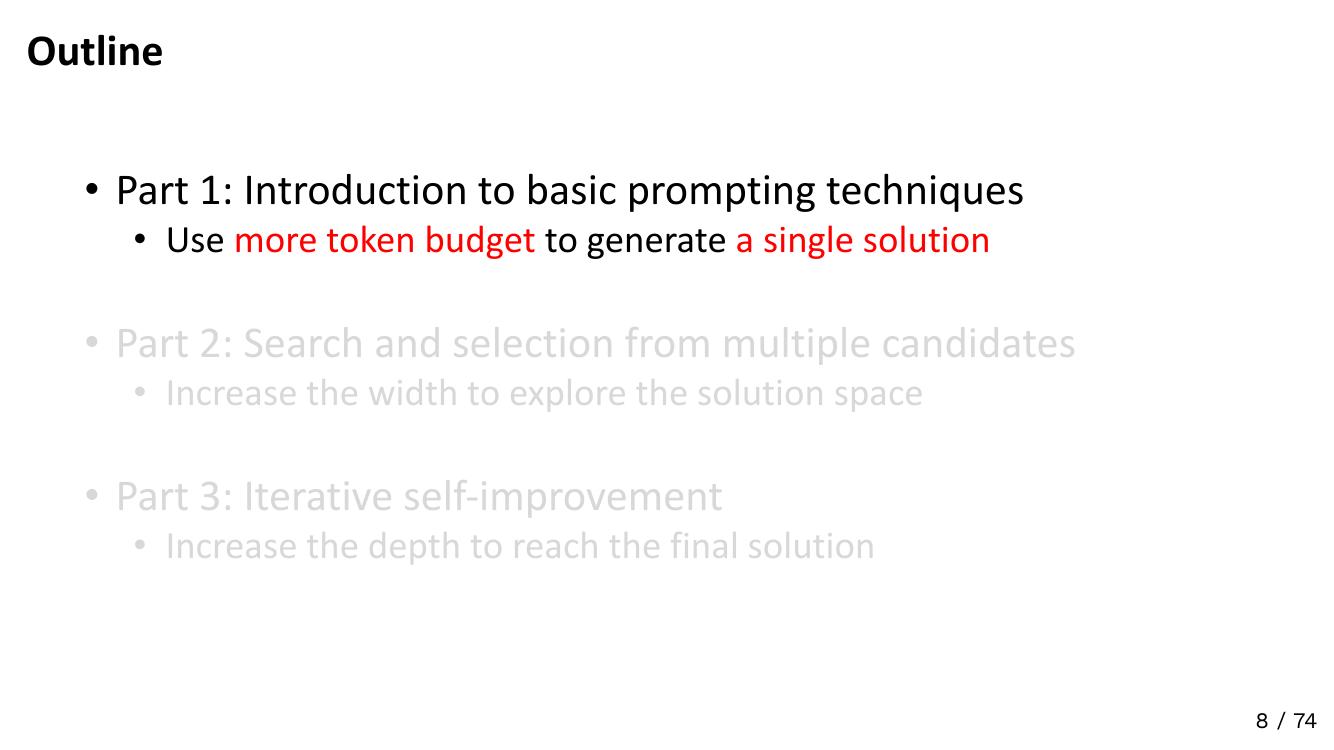 Outline
• Part 1: Introduction to basic prompting techniques
• Use more token budget to generate a single solution
• Part 2: Search and selection from multiple candidates
• Increase the width to explore the solution space
• Part 3: Iterative self-improvement
• Increase the depth to reach the final solution
8 / 74